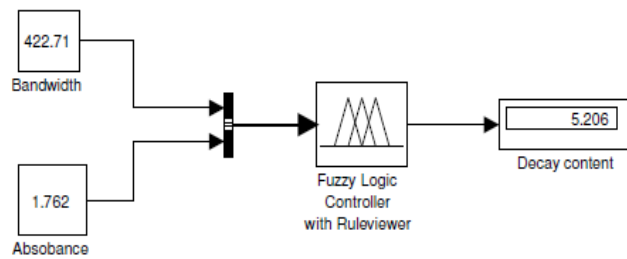 422.71
Bandwidth
1.762
Absobance
Fuzzy Logic
Controller
with Ruleviewer
5.206
Decay content